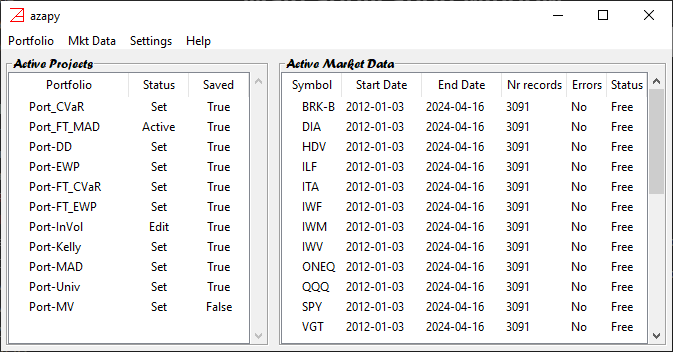 azapy
Portfolio Mkt Data Settings Help
Active Projects
Portfolio Status Saved
Port_CVaR Set True
Port_FT_MAD Active True
Port-DD Set True
Port-EWP Set True
Port-FT_CVaR Set True
Port-FT_EWP Set True
Port-InVol Edit True
Port-Kelly Set True
Port-MAD Set True
Port-Univ Set True
Port-MV Set False
Active Market Data
Symbol Start Date End Date Nr records Errors Status
BRK-B 2012-01-03 2024-04-16 3091 No Free
DIA 2012-01-03 2024-04-16 3091 No Free
HDV 2012-01-03 2024-04-16 3091 No Free
ILF 2012-01-03 2024-04-16 3091 No Free
ITA 2012-01-03 2024-04-16 3091 No Free
IWF 2012-01-03 2024-04-16 3091 No Free
IWM 2012-01-03 2024-04-16 3091 No Free
IWV 2012-01-03 2024-04-16 3091 No Free
ONEQ 2012-01-03 2024-04-16 3091 No Free
QQQ 2012-01-03 2024-04-16 3091 No Free
SPY 2012-01-03 2024-04-16 3091 No Free
VGT 2012-01-03 2024-04-16 3091 No Free